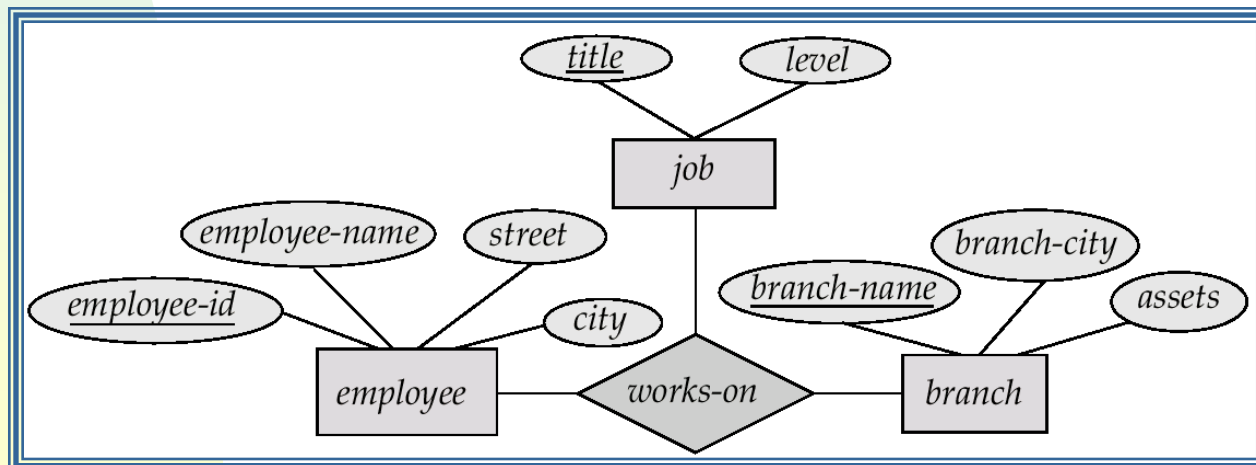 title
level
job
employee-name
street
branch-city
employee-id
branch-name
assets
city
employee
works-on
branch